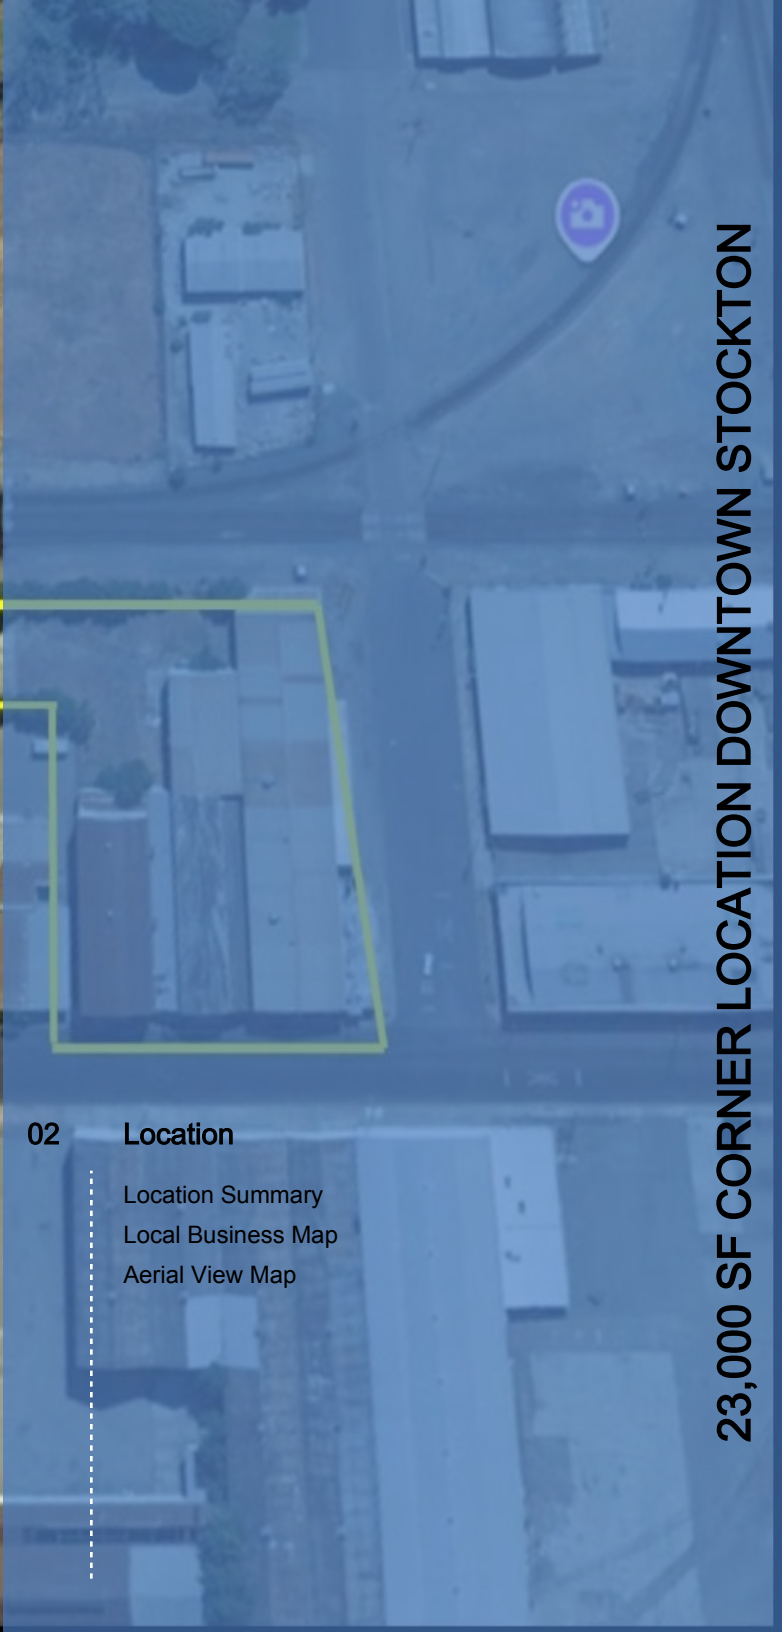 23,000 SF CORNER LOCATION DOWNTOWN STOCKTON
02 Location
Location Summary
Local Business Map
Aerial View Map